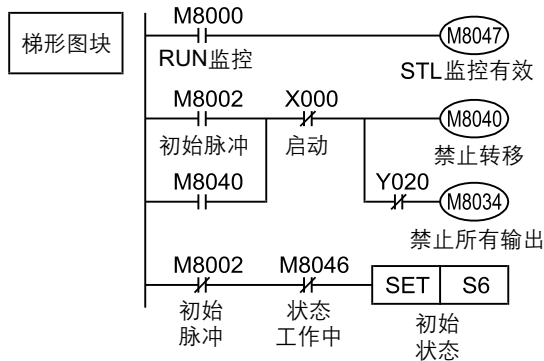 梯形图块
M8000
M8047
RUN监控
STL监控有效
M8002
X000
M8040
初始脉冲
启动
禁止转移
M8040
Y020
M8034
禁止所有输出
M8002
M8046
SET
S6
初始
脉冲
状态
工作中
初始
状态